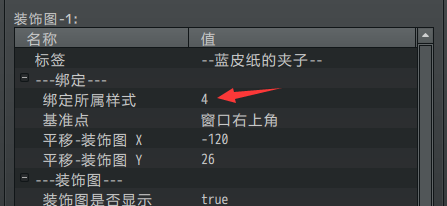 装饰图-1:
名称 值
标签 --蓝皮纸的夹子--
---绑定---
绑定所属样式 4
基准点 窗口右上角
平移-装饰图 X -120
平移-装饰图 Y 26
---装饰图---
装饰图是否显示 true